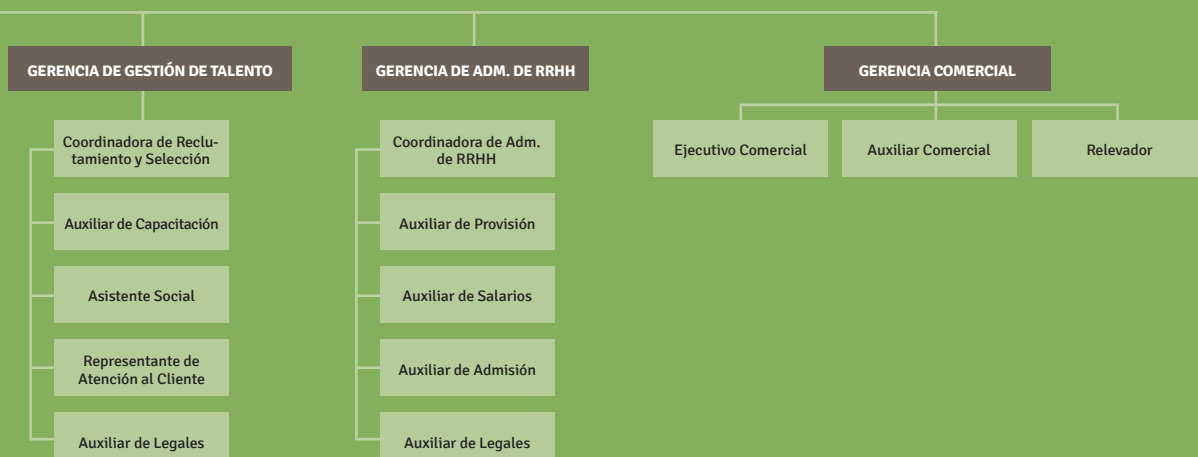 GERENCIA DE GESTIÓN DE TALENTO
Coordinadora de Reclu-
tamiento y Selección
Auxiliar de Capacitación
Asistente Social
Representante de
Atención al Cliente
Auxiliar de Legales
GERENCIA DE ADM. DE RRHH
Coordinadora de Adm.
de RRHH
Auxiliar de Provisión
Auxiliar de Salarios
Auxiliar de Admisión
Auxiliar de Legales
GERENCIA COMERCIAL
Ejecutivo Comercial
Auxiliar Comercial
Relevador